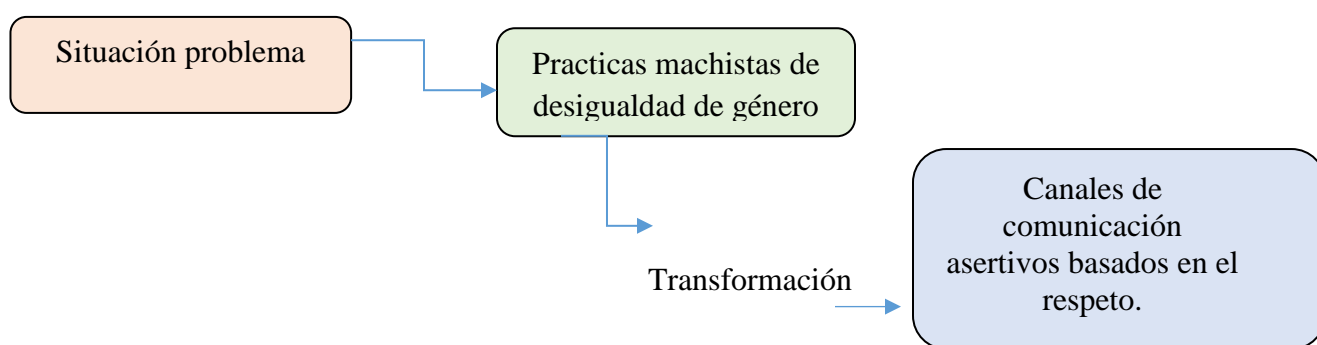 Situación problema
Practicas machistas de
desigualdad de género
Transformación
Canales de
comunicación
asertivos basados en el
respeto.